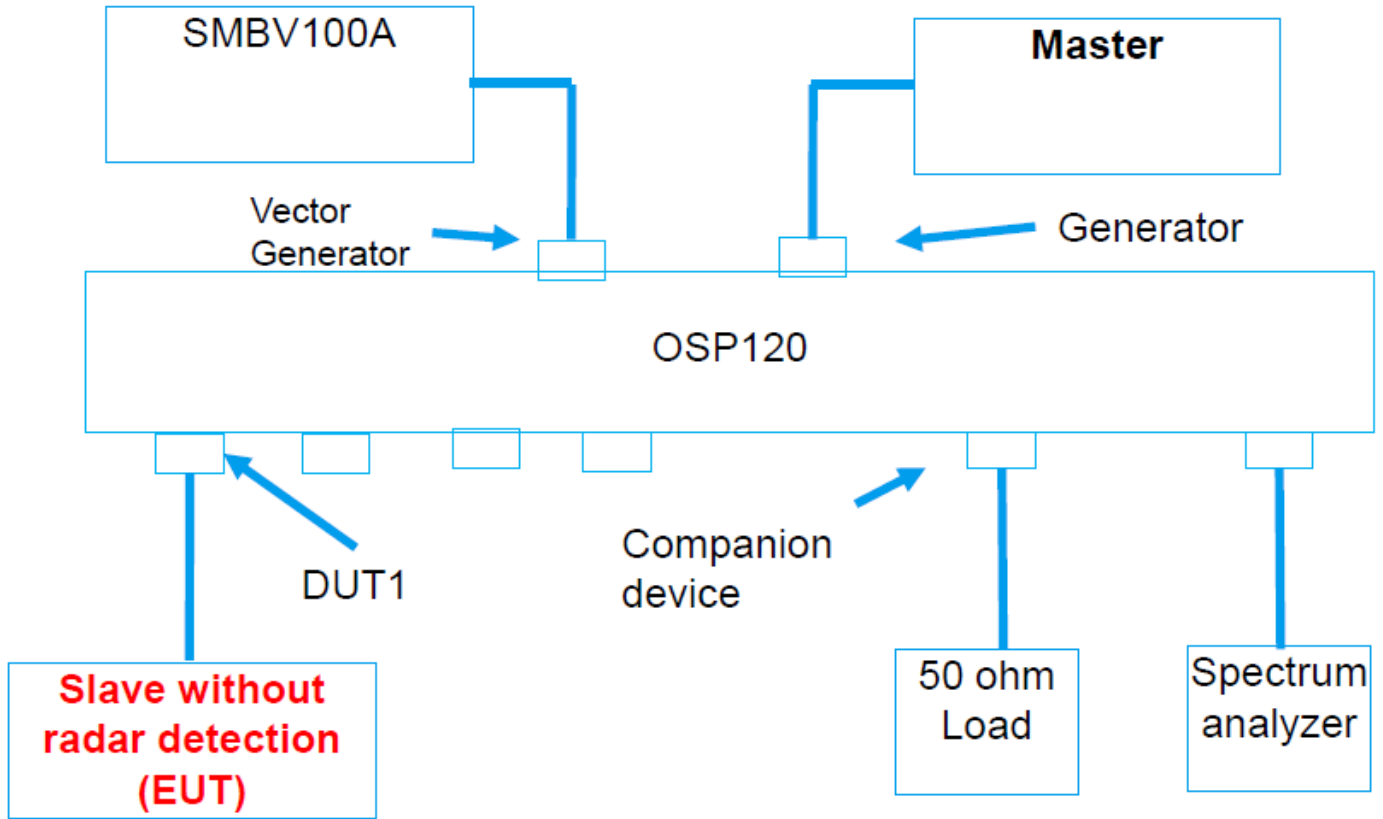 SMBV100A
Master
Vector
Generator
Generator
OSP120
DUT1
Companion
device
Slave without
radar detection
(EUT)
50 ohm
Load
Spectrum
analyzer